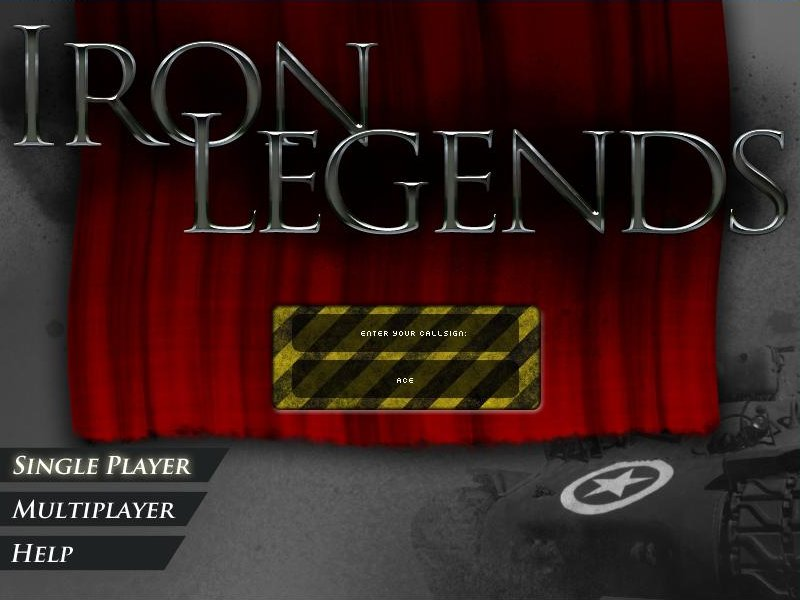 IRON
LEGENDS
ENTER YOUR CALLSIGN:
ACE
SINGLE PLAYER
MULTIPLAYER
HELP